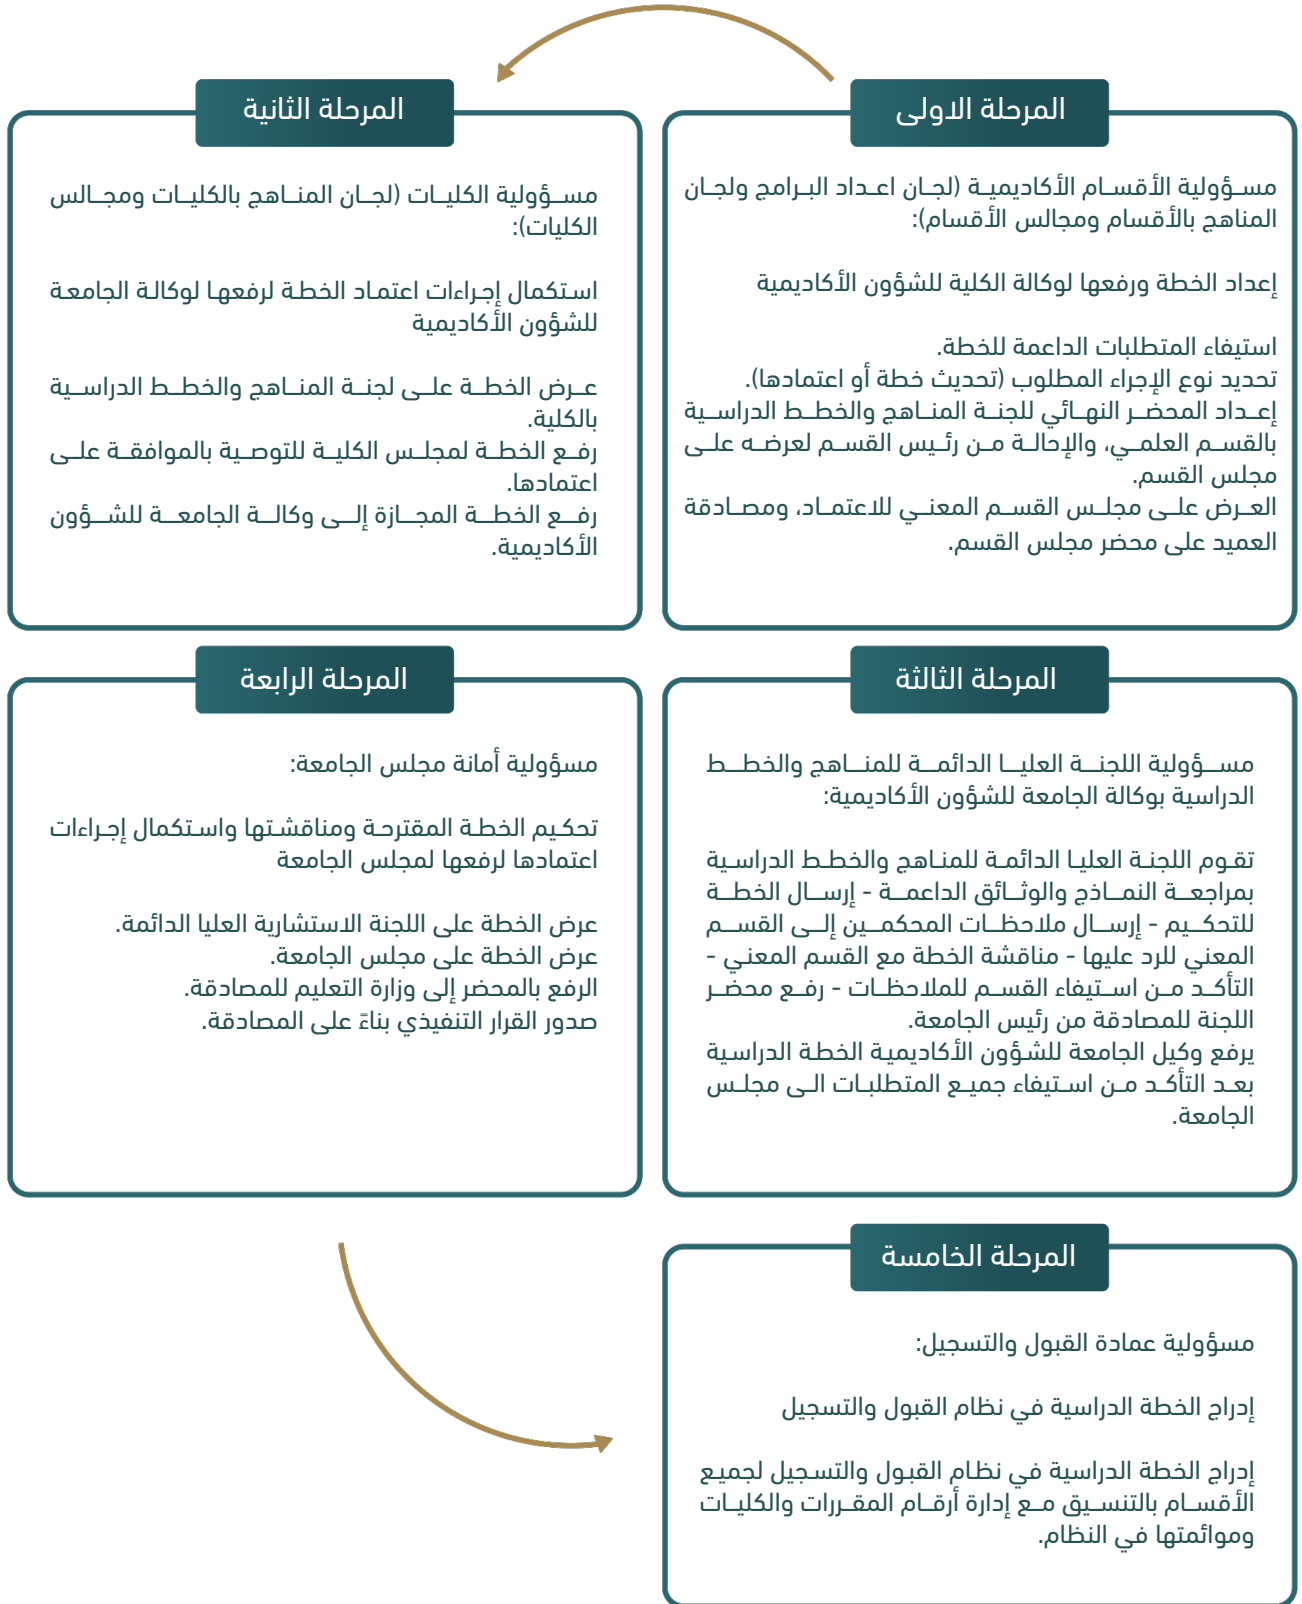 المرحلة الاولى
مسؤولية الأقسام الأكاديمية (لجان اعداد البرامج ولجان
المناهج بالأقسام ومجالس الأقسام):
إعداد الخطة ورفعها لوكالة الكلية للشؤون الأكاديمية
استيفاء المتطلبات الداعمة للخطة.
تحديد نوع الإجراء المطلوب (تحديث خطة أو اعتمادها).
إعداد المحضر النهائي للجنة المناهج والخطط الدراسية
بالقسم العلمي، والإحالة من رئيس القسم لعرضه على
مجلس القسم.
العرض على مجلس القسم المعني للاعتماد، ومصادقة
العميد على محضر مجلس القسم.
المرحلة الثانية
مسؤولية الكليات (لجان المناهج بالكليات ومجالس
الكليات):
استكمال إجراءات اعتماد الخطة لرفعها لوكالة الجامعة
للشؤون الأكاديمية
عرض الخطة على لجنة المناهج والخطط الدراسية
بالكلية.
رفع الخطة لمجلس الكلية للتوصية بالموافقة على
اعتمادها.
رفع الخطة المجازة إلى وكالة الجامعة للشؤون
الأكاديمية.
المرحلة الثالثة
مسؤولية اللجنة العليا الدائمة للمناهج والخطط
الدراسية بوكالة الجامعة للشؤون الأكاديمية:
تقوم اللجنة العليا الدائمة للمناهج والخطط الدراسية
بمراجعة النماذج والوثائق الداعمة - إرسال الخطة
للتحكيم - إرسال ملاحظات المحكمين إلى القسم
المعني للرد عليها - مناقشة الخطة مع القسم المعني -
التأكد من استيفاء القسم للملاحظات - رفع محضر
اللجنة للمصادقة من رئيس الجامعة.
يرفع وكيل الجامعة للشؤون الأكاديمية الخطة الدراسية
بعد التأكد من استيفاء جميع المتطلبات الى مجلس
الجامعة.
المرحلة الرابعة
مسؤولية أمانة مجلس الجامعة:
تحكيم الخطة المقترحة ومناقشتها واستكمال إجراءات
اعتمادها لرفعها لمجلس الجامعة
عرض الخطة على اللجنة الاستشارية العليا الدائمة.
عرض الخطة على مجلس الجامعة.
الرفع بالمحضر إلى وزارة التعليم للمصادقة.
صدور القرار التنفيذي بناءً على المصادقة.
المرحلة الخامسة
مسؤولية عمادة القبول والتسجيل:
إدراج الخطة الدراسية في نظام القبول والتسجيل
إدراج الخطة الدراسية في نظام القبول والتسجيل لجميع
الأقسام بالتنسيق مع إدارة أرقام المقررات والكليات
وموائمتها في النظام.